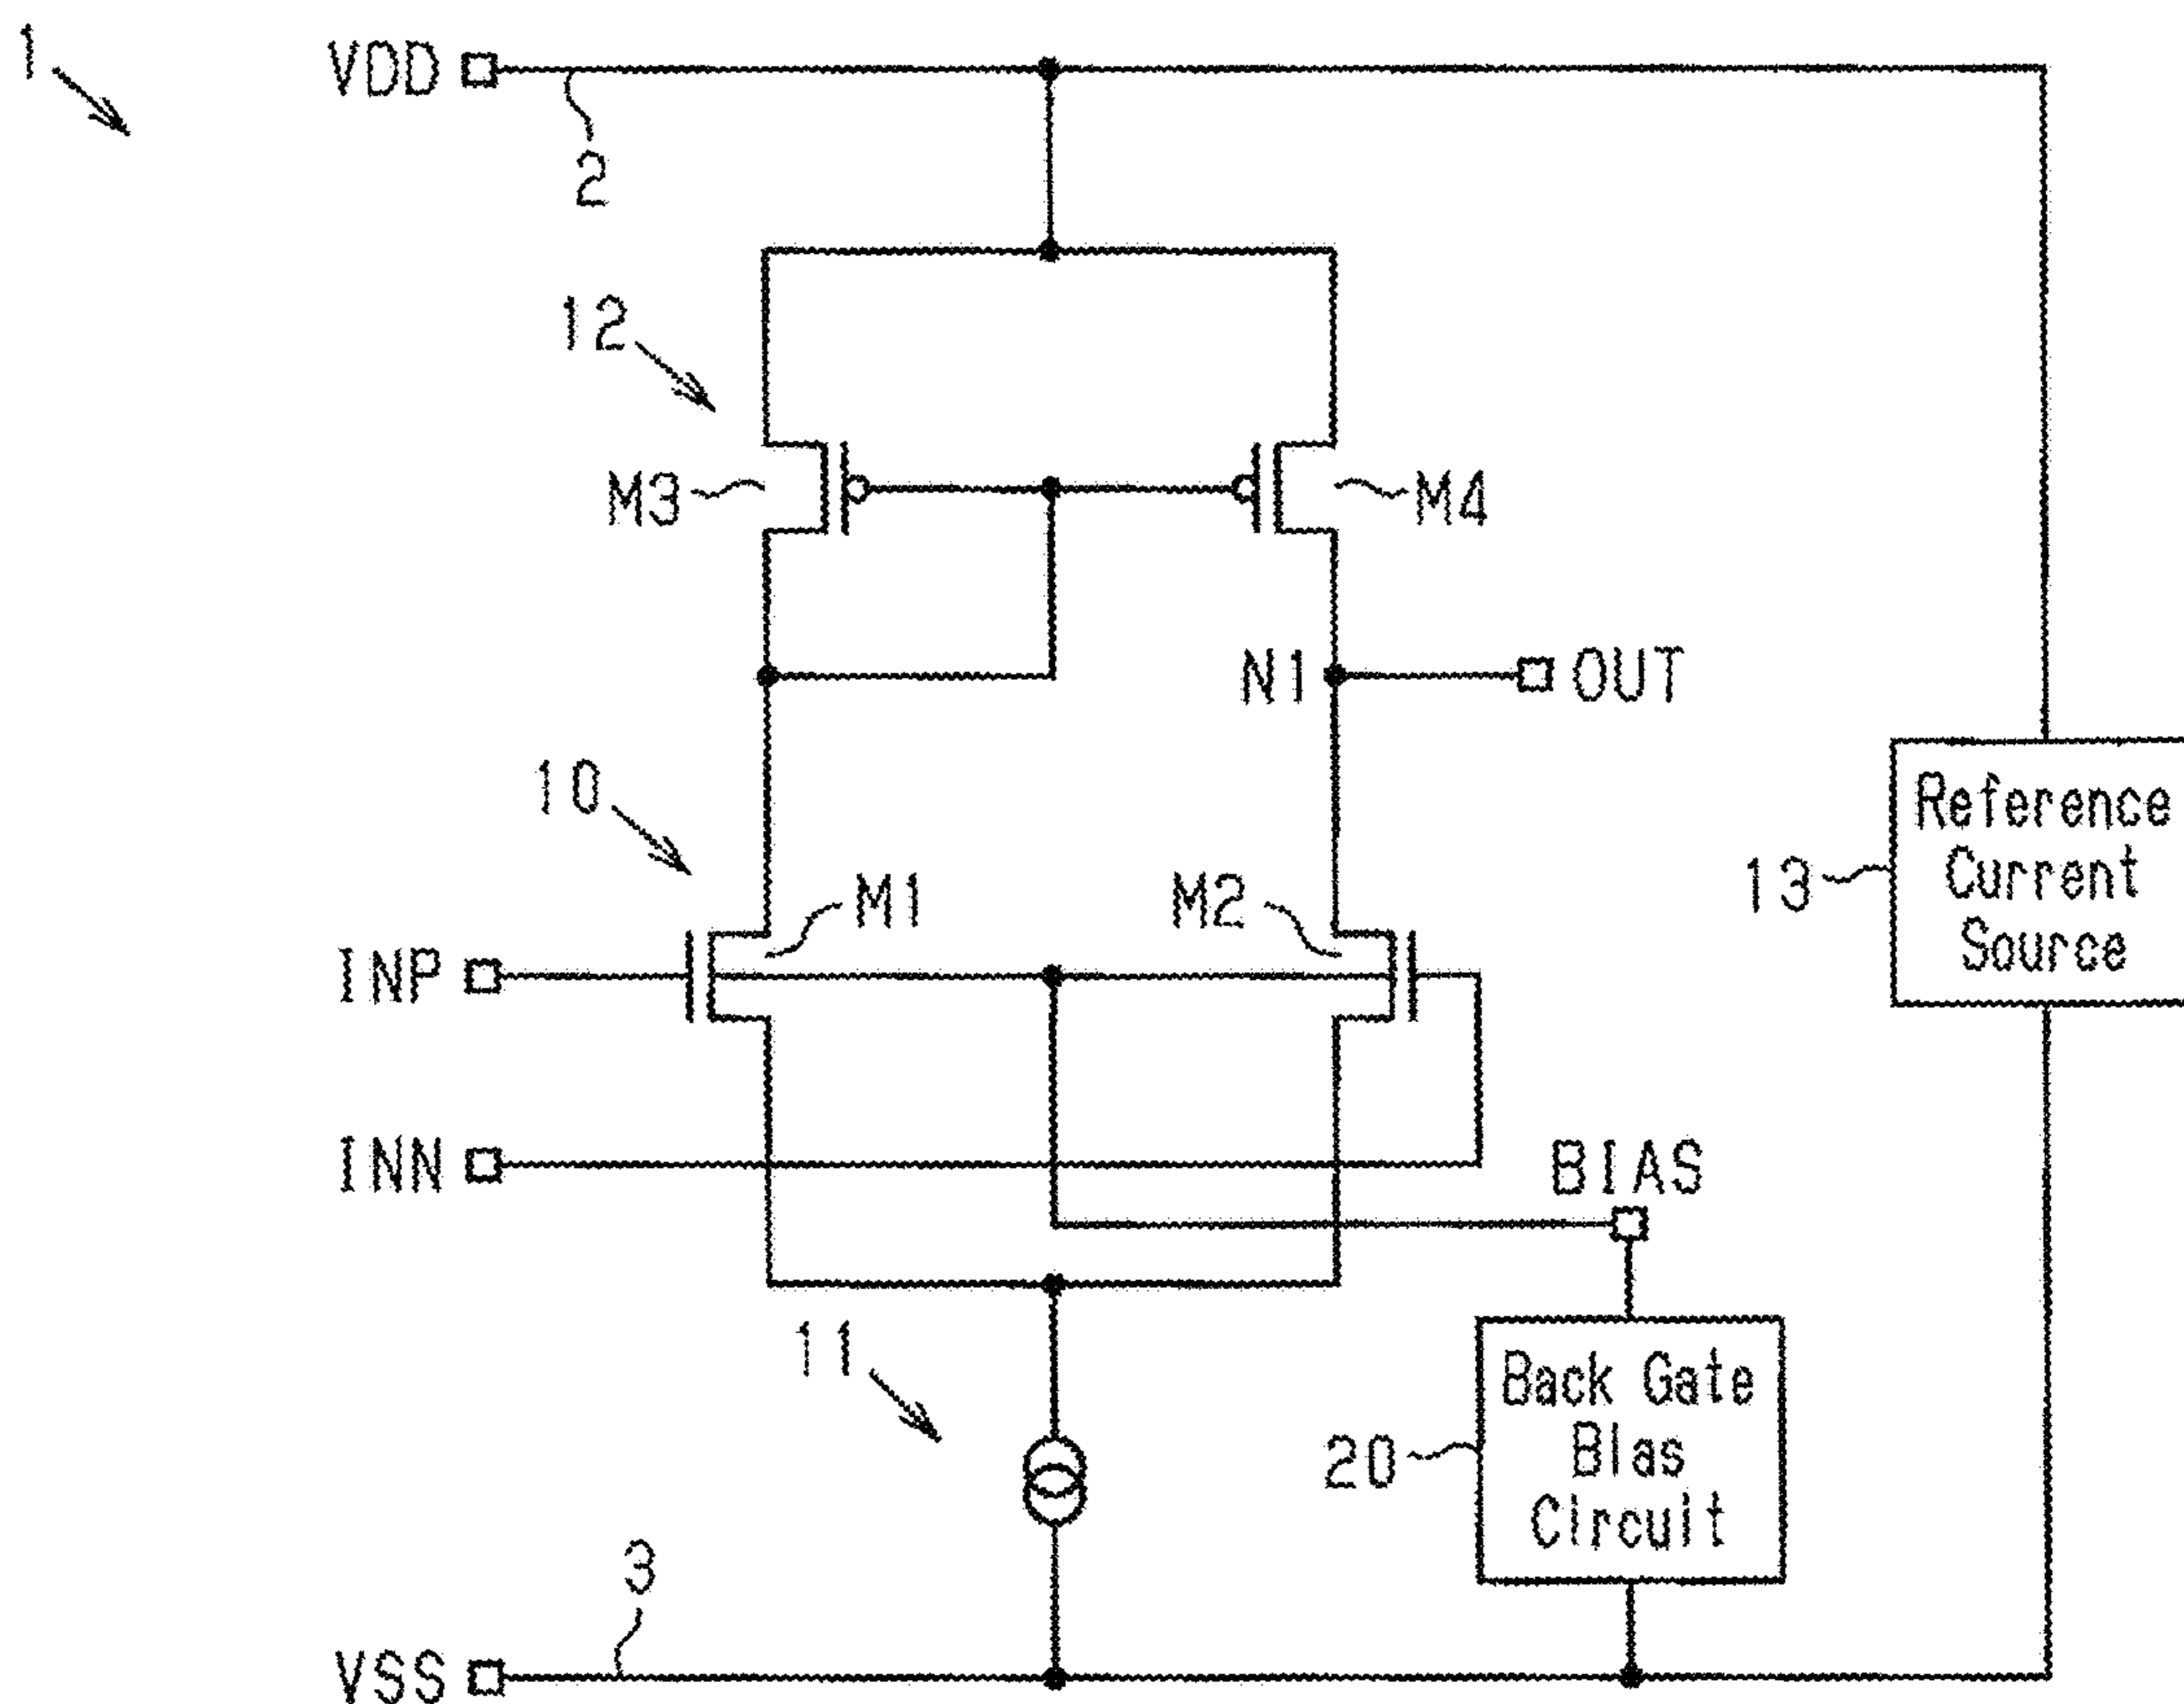 1
VDD
2
12
M3
M4
N1
OUT
10
M1
M2
13
Reference
Current
Source
INP
INN
BIAS
11
20
Back Gate
Bias
Circuit
3
VSS